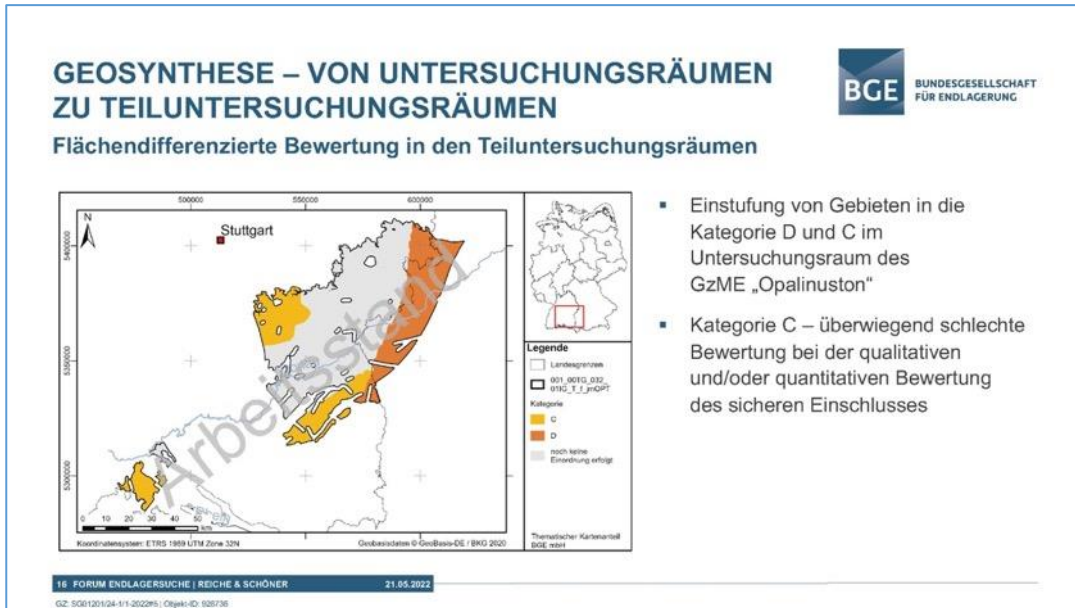 GEOSYNTHESE – VON UNTERSUCHUNGSRÄUMEN
ZU TEILUNTERSUCHUNGSRÄUMEN
Flächendifferenzierte Bewertung in den Teiluntersuchungsräumen
BGE
BUNDESGESELLSCHAFT
FÜR ENDLAGERUNG
500000
550000
600000
N
Stuttgart
5400000
5350000
5300000
Arbeitsstand
0 10 20 30 40 50
km
Koordinatensystem: ETRS 1989 UTM Zone 32N
Geobasisdaten © GeoBasis-DE / BKG 2020
Legende
Landesgrenzen
Kategorie
C
D
noch keine
Einordnung erfolgt
Thematischer Kartenanteil
BGE mbH
▪ Einstufung von Gebieten in die
Kategorie D und C im
Untersuchungsraum des
GzME „Opalinuston“
▪ Kategorie C – überwiegend schlechte
Bewertung bei der qualitativen
und/oder quantitativen Bewertung
des sicheren Einschlusses
16 FORUM ENDLAGERSUCHE | REICHE & SCHÖNER
21.05.2022